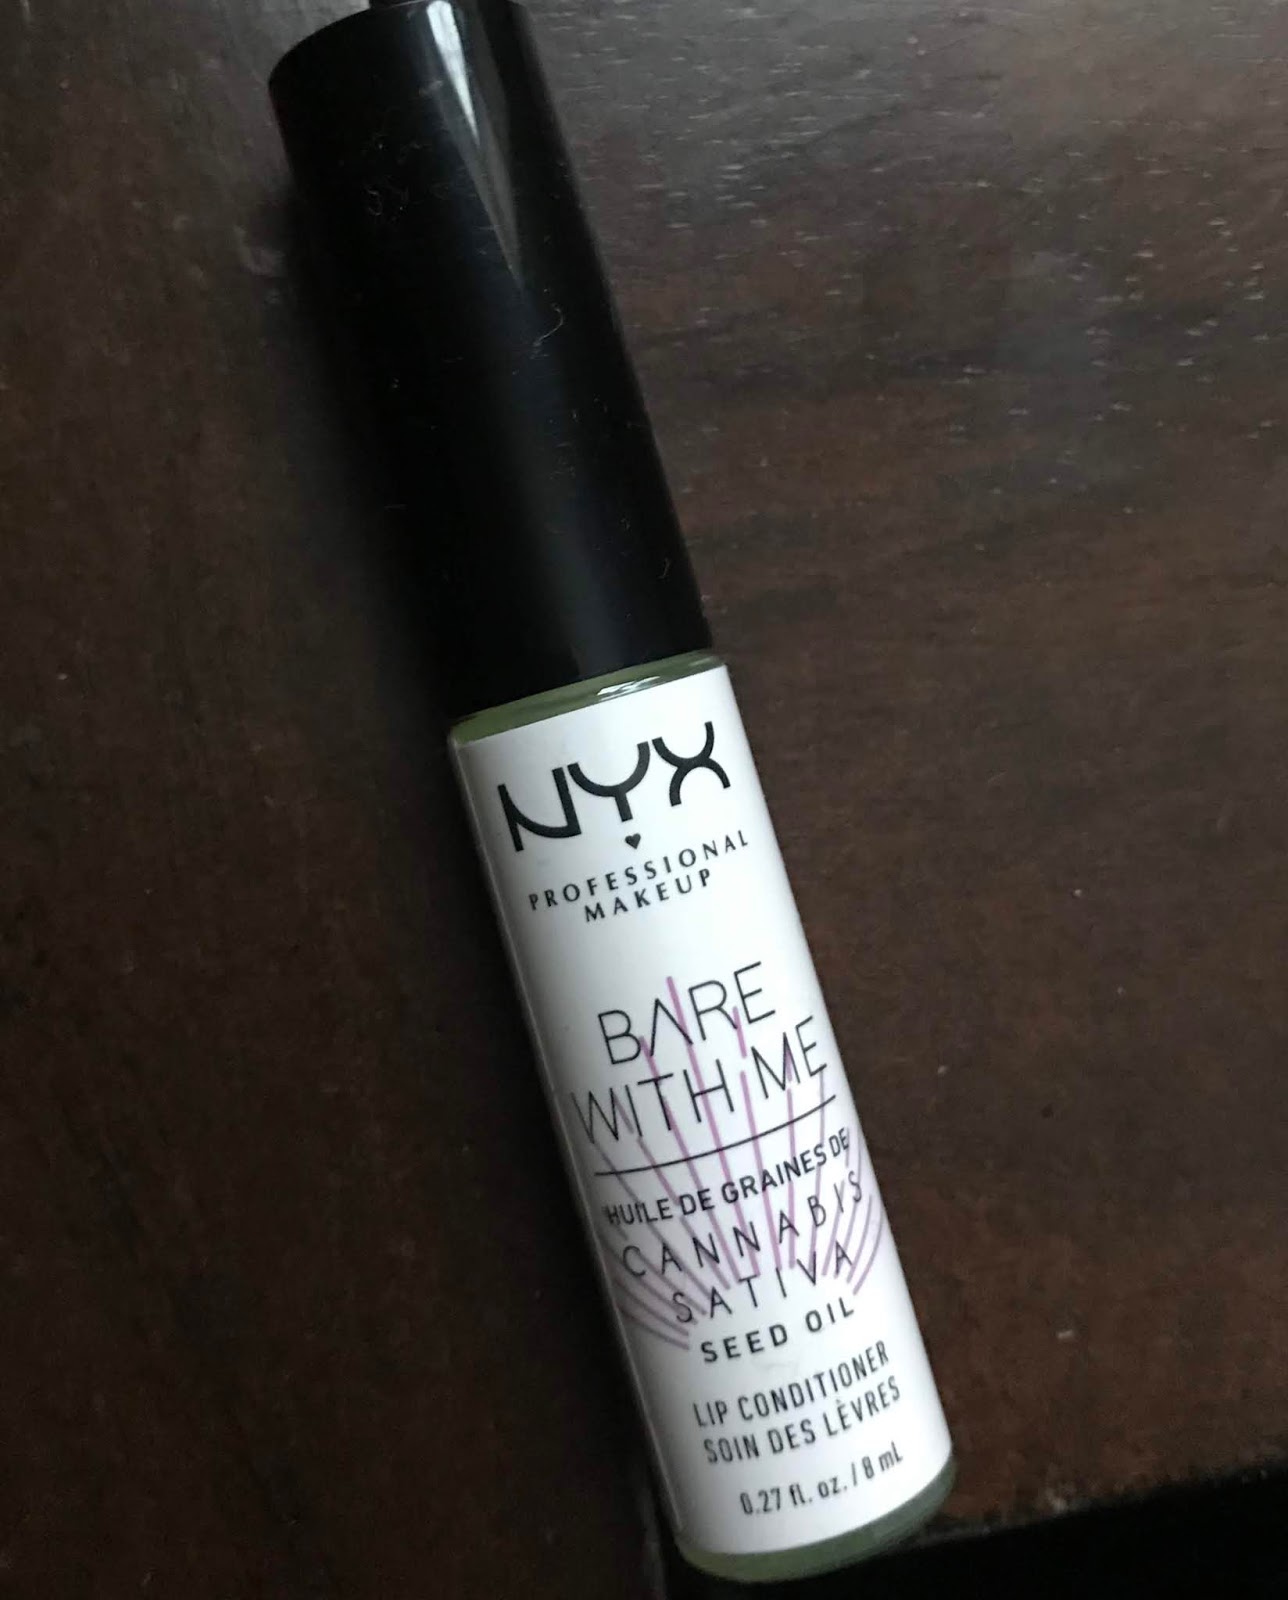 NYX
PROFESSIONAL
MAKEUP
BARE
WITH ME
HUILE DE GRAINES DE
CANNABIS
SATIVA
SEED OIL
LIP CONDITIONER
SOIN DES LÈVRES
0.27 fl. oz. / 8 mL